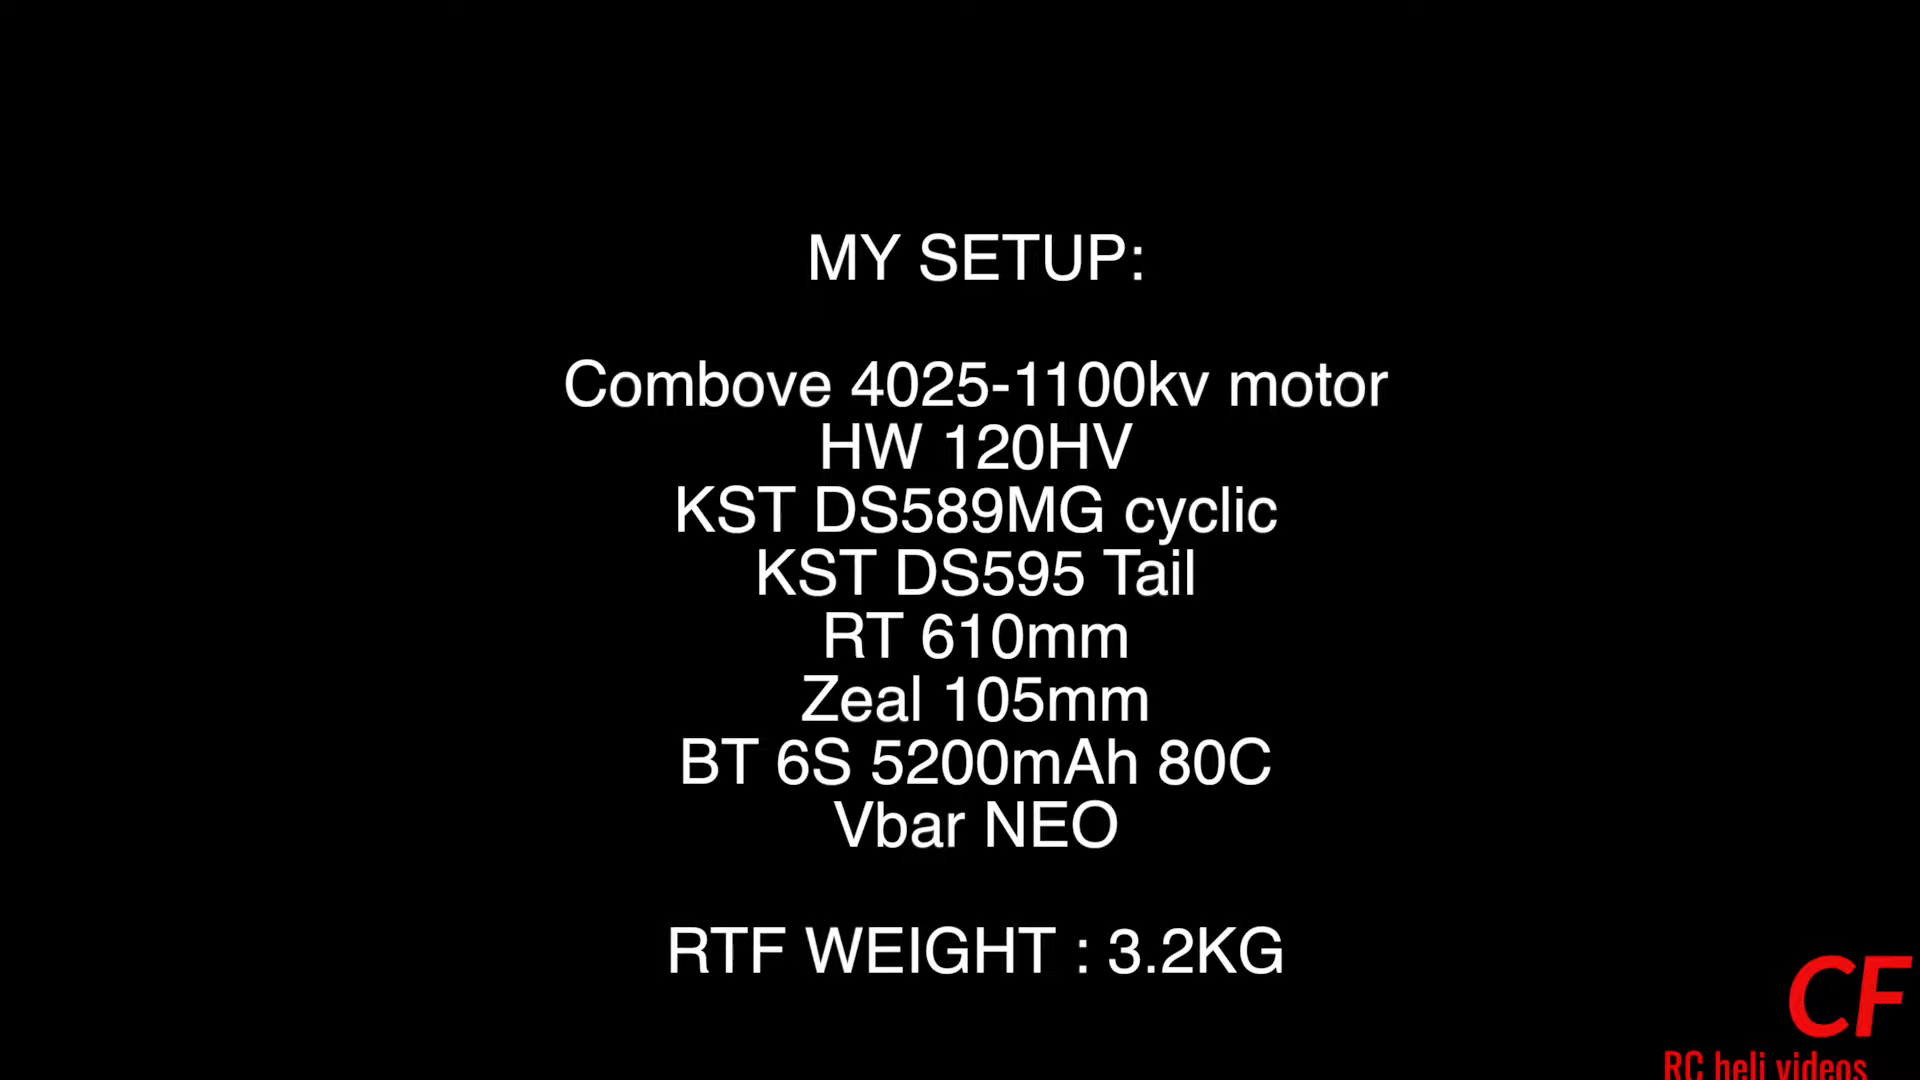 MY SETUP:
Combove 4025-1100kv motor
HW 120HV
KST DS589MG cyclic
KST DS595 Tail
RT 610mm
Zeal 105mm
BT 6S 5200mAh 80C
Vbar NEO
RTF WEIGHT : 3.2KG
CF
RC heli videos